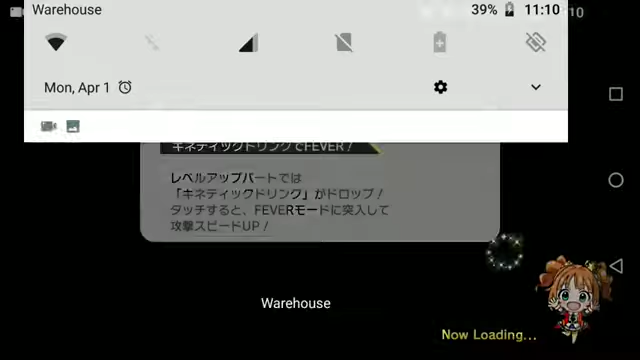 Warehouse
39% 11:10
10
Mon, Apr 1
キネティックドリンクでFEVER!
レベルアップパートでは
「キネティックドリンク」がドロップ!
タッチすると、FEVERモードに突入して
攻撃スピードUP!
Warehouse
Now Loading...